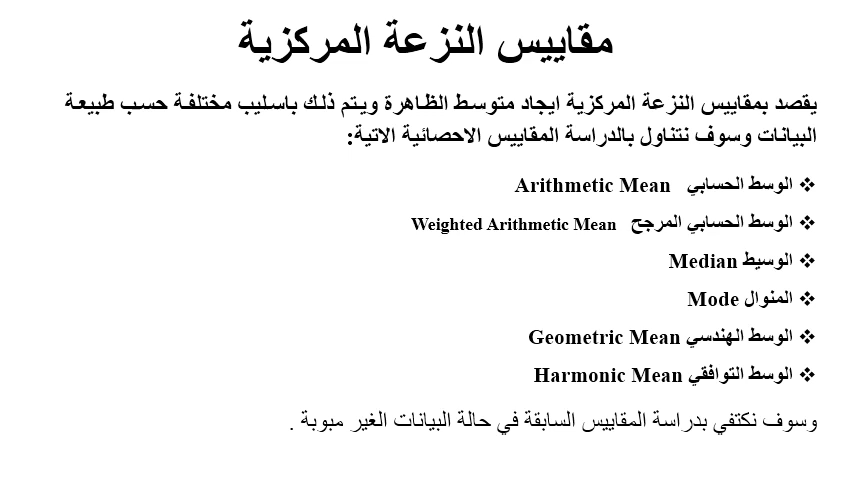 مقاييس النزعة المركزية
يقصد بمقاييس النزعة المركزية ايجاد متوسط الظاهرة ويتم ذلك باسليب مختلفة حسب طبيعة
البيانات وسوف نتناول بالدراسة المقاييس الاحصائية الاتية:
❖ الوسط الحسابي Arithmetic Mean
❖ الوسط الحسابي المرجح Weighted Arithmetic Mean
❖ الوسيط Median
❖ المنوال Mode
❖ الوسط الهندسي Geometric Mean
❖ الوسط التوافقي Harmonic Mean
وسوف نكتفي بدراسة المقاييس السابقة في حالة البيانات الغير مبوبة .